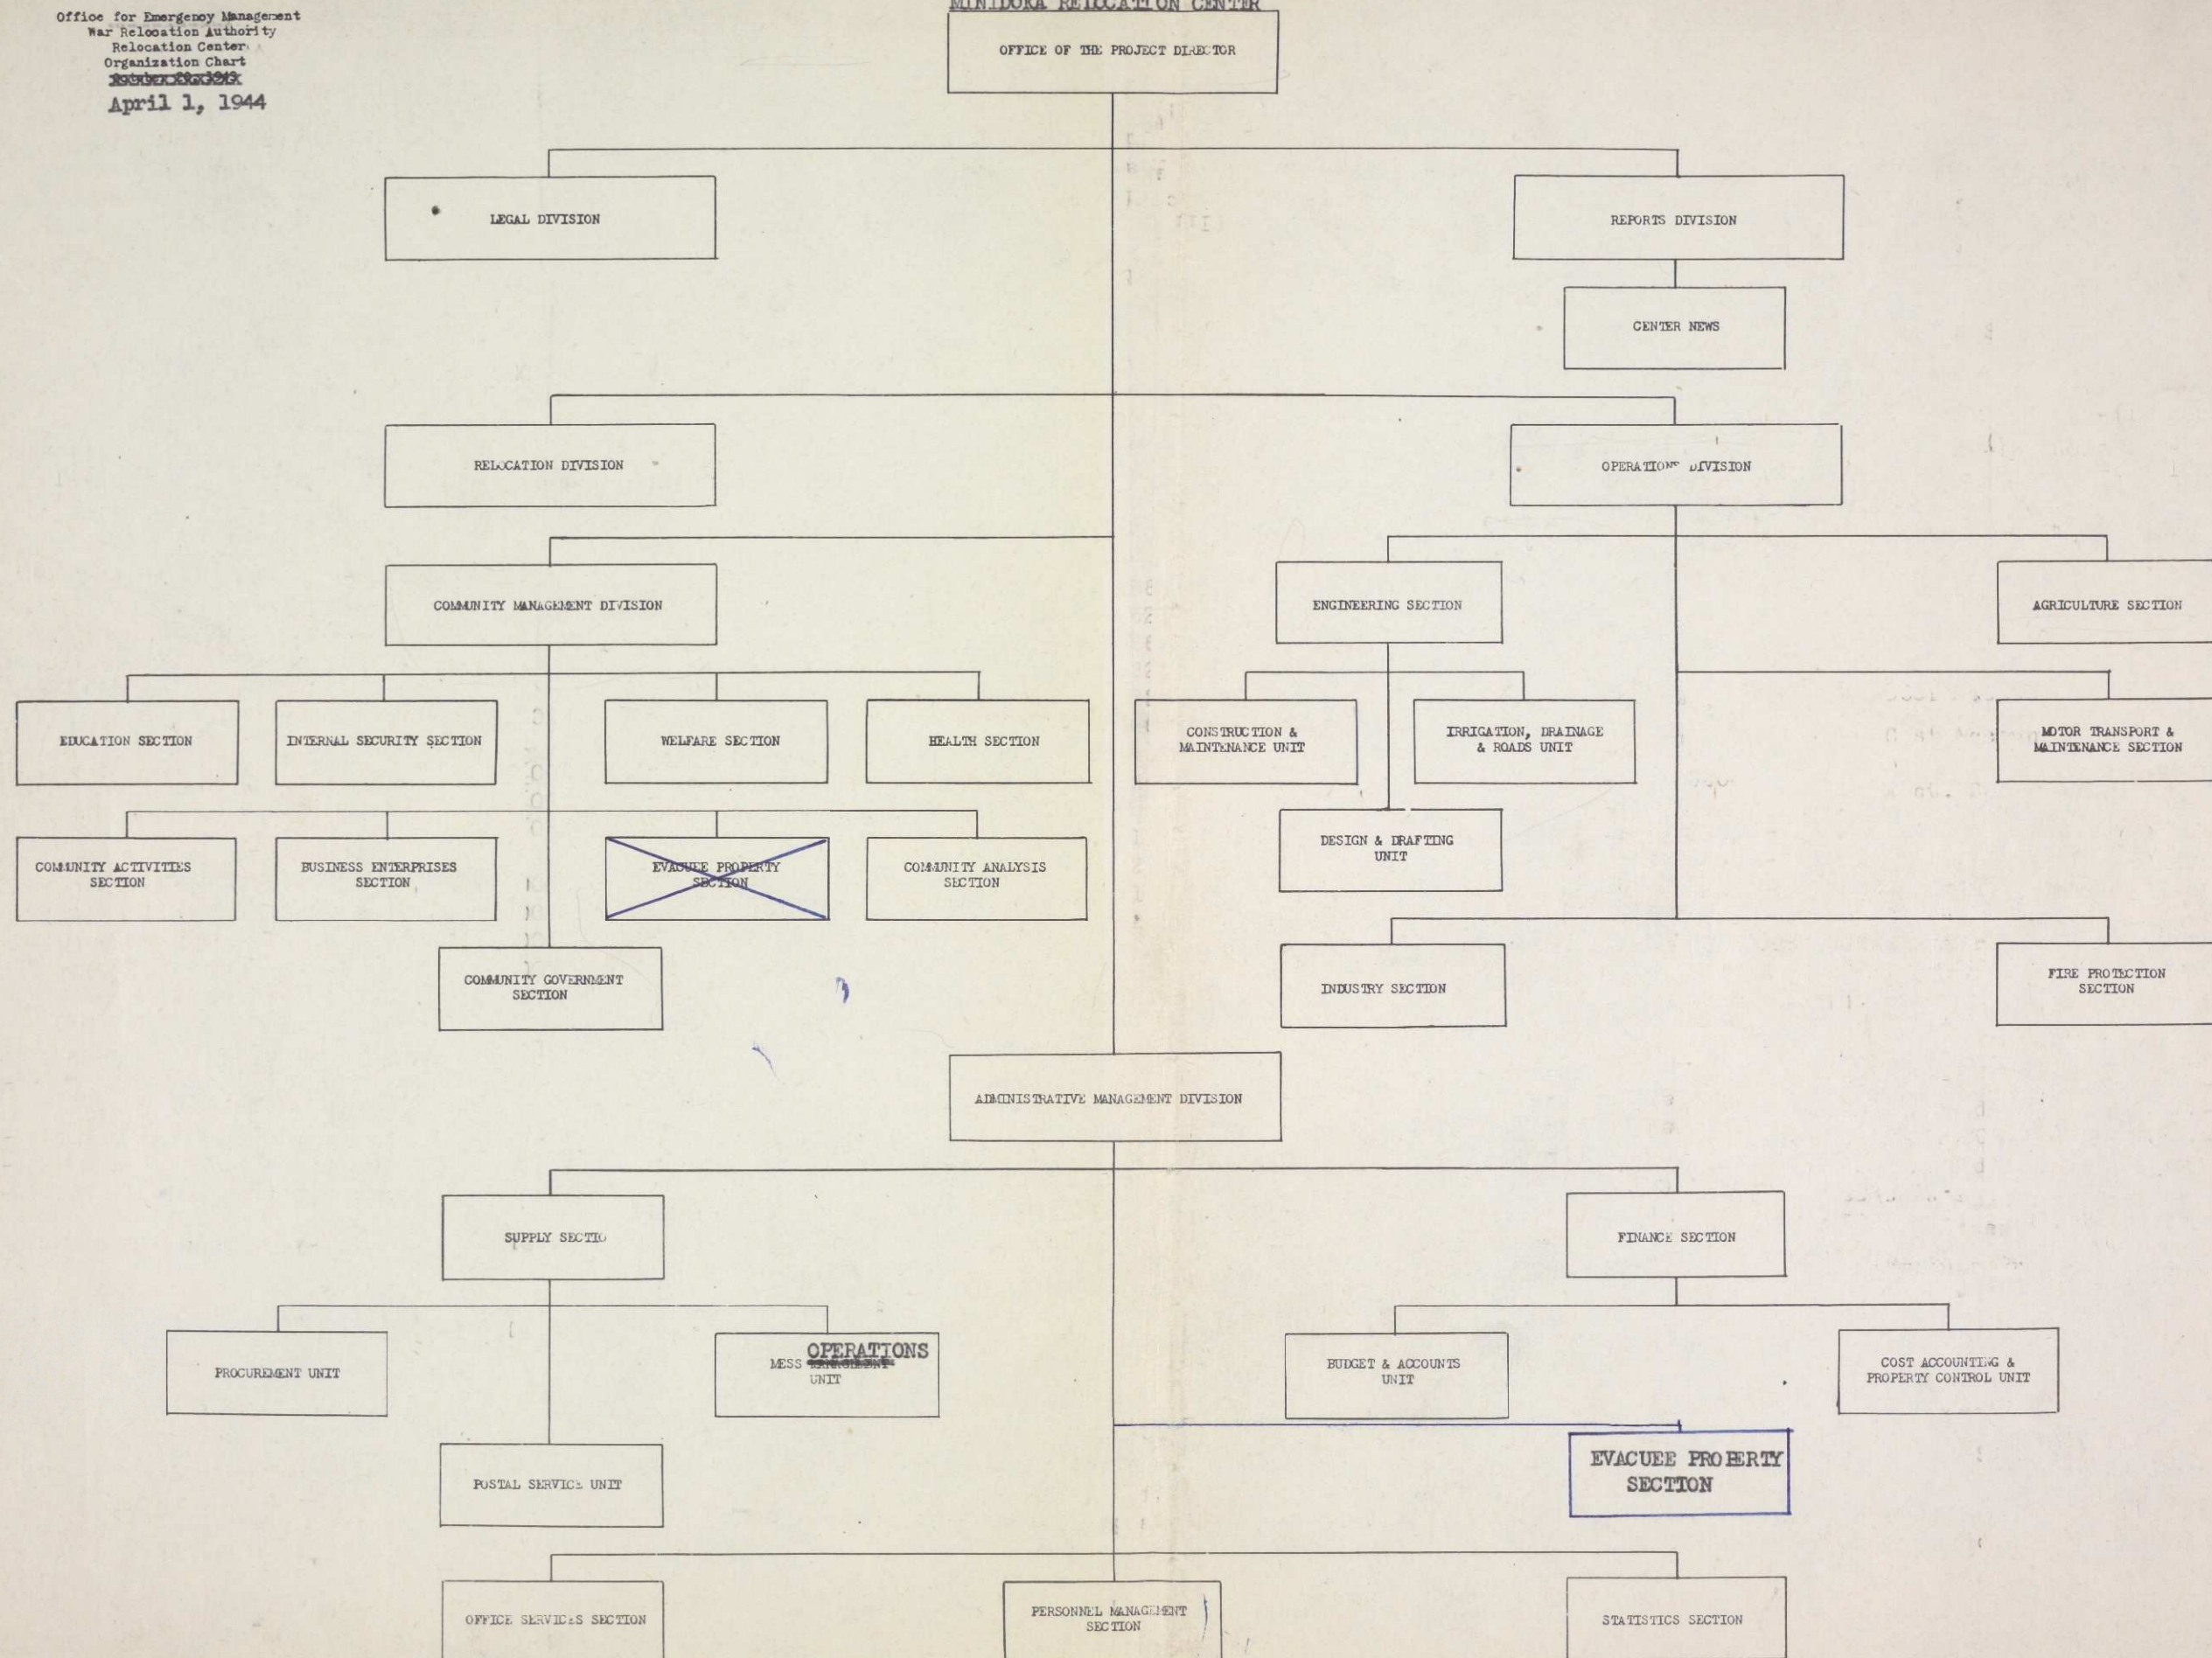 Office for Emergency Management
War Relocation Authority
Relocation Center
Organization Chart
April 1, 1944
MINIDOKA RELOCATION CENTER
OFFICE OF THE PROJECT DIRECTOR
LEGAL DIVISION
REPORTS DIVISION
CENTER NEWS
RELOCATION DIVISION
OPERATIONS DIVISION
COMMUNITY MANAGEMENT DIVISION
ENGINEERING SECTION
AGRICULTURE SECTION
EDUCATION SECTION
INTERNAL SECURITY SECTION
WELFARE SECTION
HEALTH SECTION
CONSTRUCTION &
MAINTENANCE UNIT
IRRIGATION, DRAINAGE
& ROADS UNIT
MOTOR TRANSPORT &
MAINTENANCE SECTION
DESIGN & DRAFTING
UNIT
COMMUNITY ACTIVITIES
SECTION
BUSINESS ENTERPRISES
SECTION
EVACUEE PROPERTY
SECTION
COMMUNITY ANALYSIS
SECTION
COMMUNITY GOVERNMENT
SECTION
INDUSTRY SECTION
FIRE PROTECTION
SECTION
ADMINISTRATIVE MANAGEMENT DIVISION
SUPPLY SECTIO
FINANCE SECTION
PROCUREMENT UNIT
OPERATIONS
MESS MANAGEMENT
UNIT
BUDGET & ACCOUNTS
UNIT
COST ACCOUNTING &
PROPERTY CONTROL UNIT
POSTAL SERVICE UNIT
EVACUEE PROPERTY
SECTION
OFFICE SERVICES SECTION
PERSONNEL MANAGEMENT
SECTION
STATISTICS SECTION